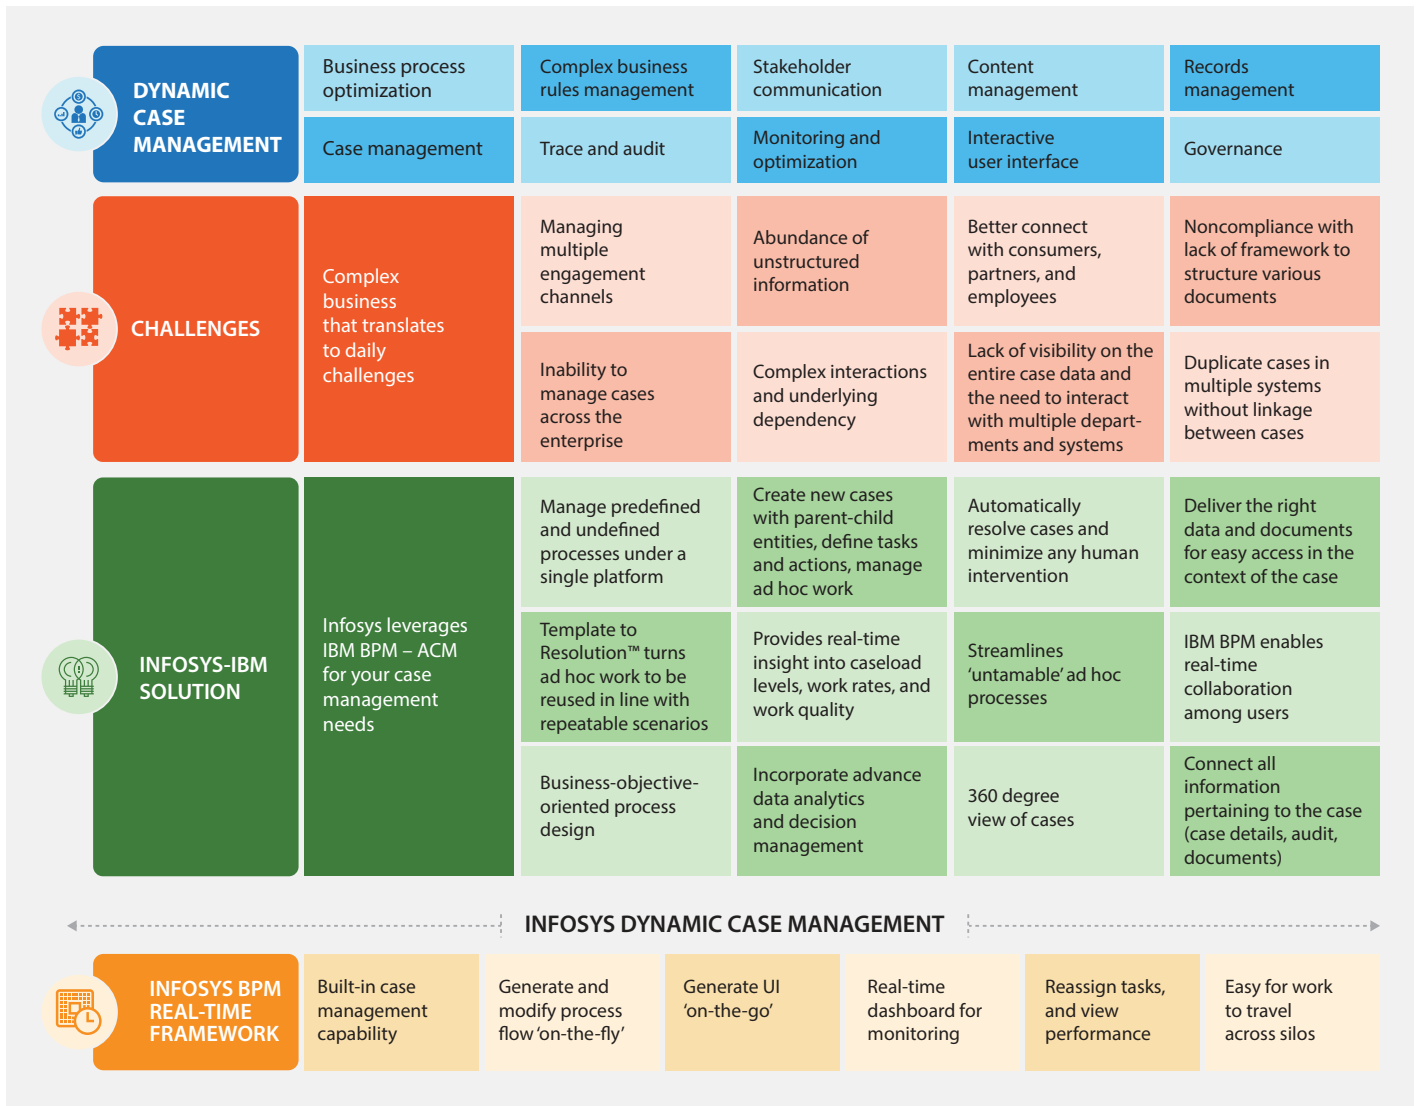 DYNAMIC
CASE
MANAGEMENT
Business process
optimization
Complex business
rules management
Stakeholder
communication
Content
management
Records
management
Case management
Trace and audit
Monitoring and
optimization
Interactive
user interface
Governance
CHALLENGES
Complex
business
that translates
to daily
challenges
Managing
multiple
engagement
channels
Abundance of
unstructured
information
Better connect
with consumers,
partners, and
employees
Noncompliance with
lack of framework to
structure various
documents
Inability to
manage cases
across the
enterprise
Complex interactions
and underlying
dependency
Lack of visibility on the
entire case data and
the need to interact
with multiple depart-
ments and systems
Duplicate cases in
multiple systems
without linkage
between cases
INFOSYS-IBM
SOLUTION
Infosys leverages
IBM BPM – ACM
for your case
management
needs
Manage predefined
and undefined
processes under a
single platform
Create new cases
with parent-child
entities, define tasks
and actions, manage
ad hoc work
Automatically
resolve cases and
minimize any human
intervention
Deliver the right
data and documents
for easy access in the
context of the case
Template to
Resolution™ turns
ad hoc work to be
reused in line with
repeatable scenarios
Provides real-time
insight into caseload
levels, work rates, and
work quality
Streamlines
‘untamable’ ad hoc
processes
IBM BPM enables
real-time
collaboration
among users
Business-objective-
oriented process
design
Incorporate advance
data analytics
and decision
management
360 degree
view of cases
Connect all
information
pertaining to the case
(case details, audit,
documents)
INFOSYS DYNAMIC CASE MANAGEMENT
INFOSYS BPM
REAL-TIME
FRAMEWORK
Built-in case
management
capability
Generate and
modify process
flow ‘on-the-fly’
Generate UI
‘on-the-go’
Real-time
dashboard for
monitoring
Reassign tasks,
and view
performance
Easy for work
to travel
across silos